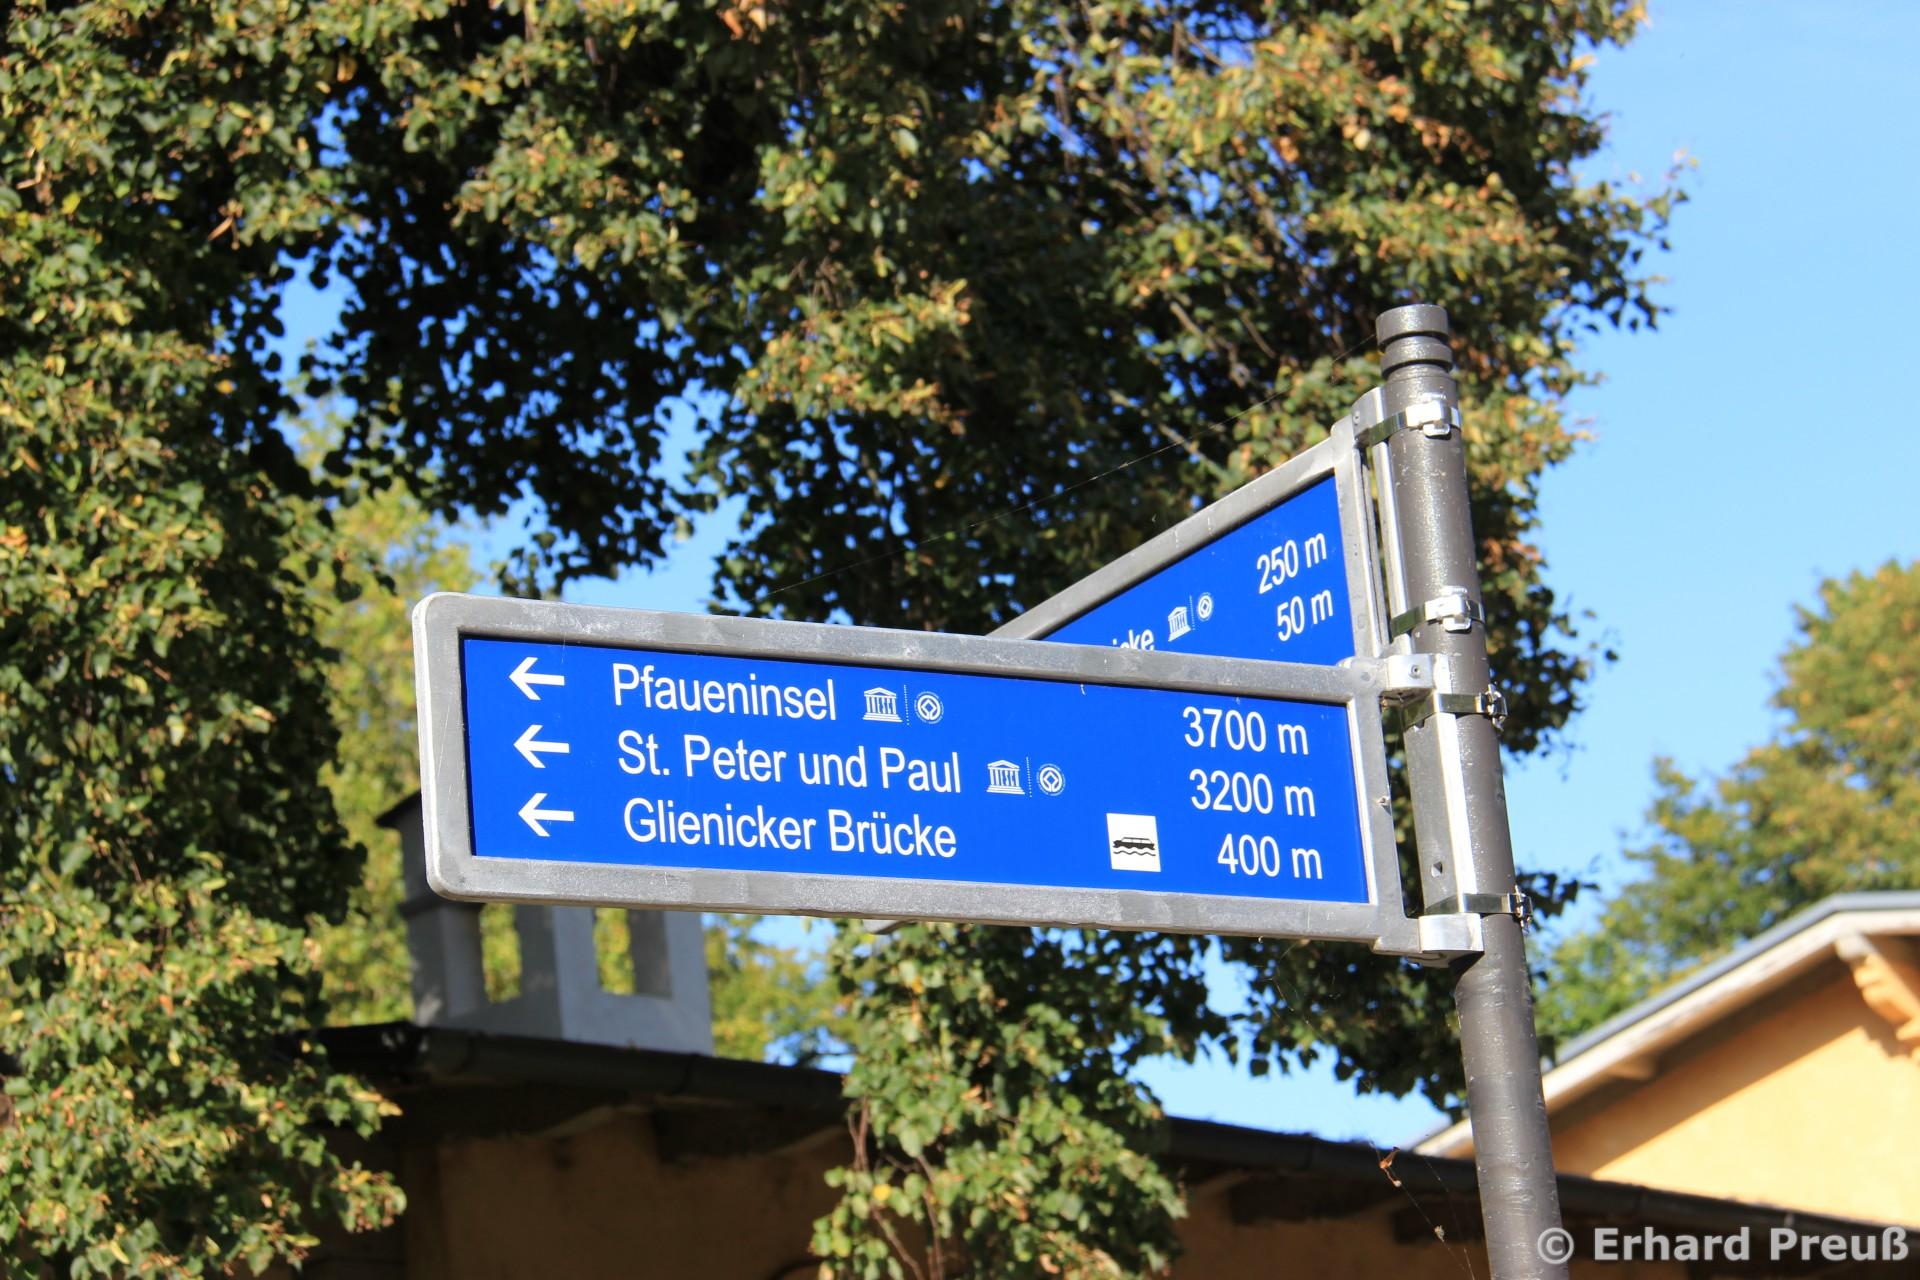 250 m
50 m
Pfaueninsel 3700 m
St. Peter und Paul 3200 m
Glienicker Brücke 400 m
© Erhard Preuß